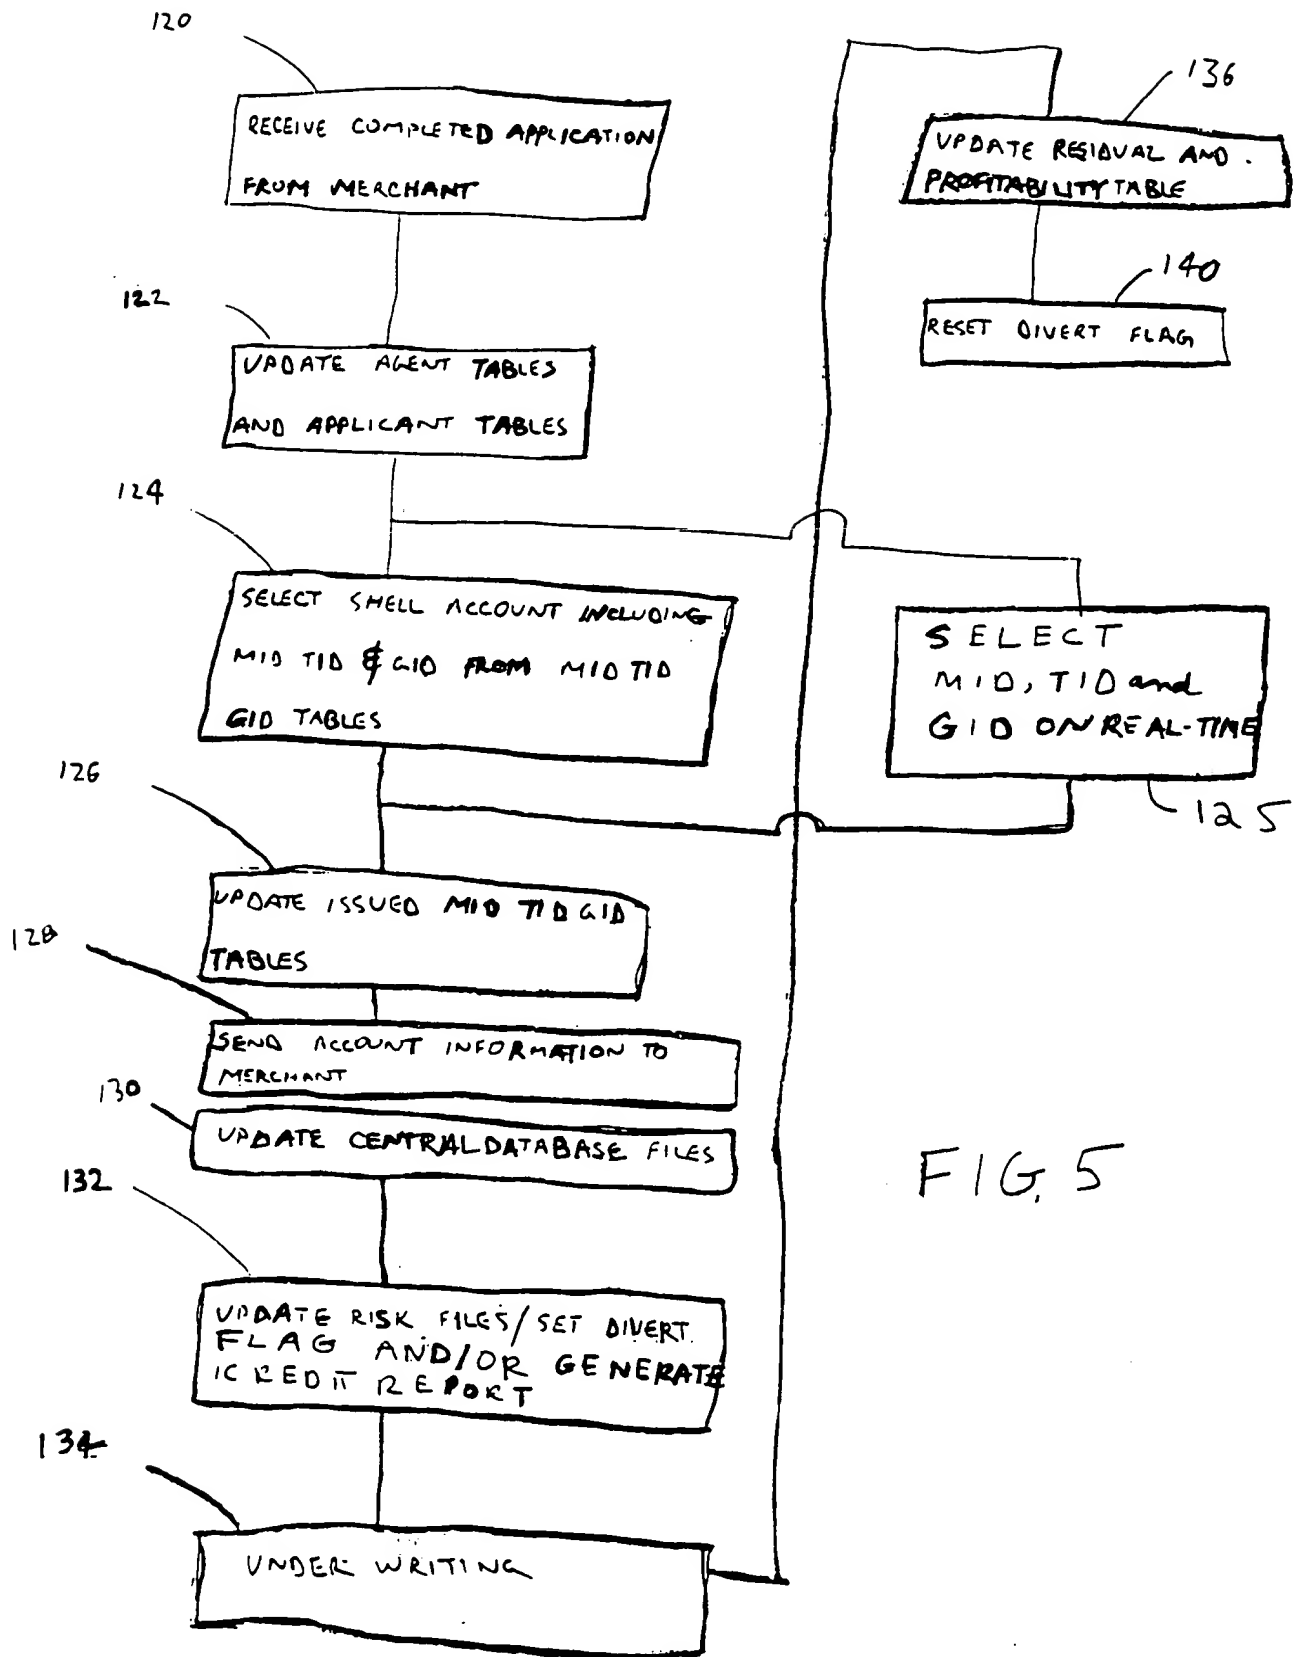 120
RECEIVE COMPLETED APPLICATION
FROM MERCHANT
122
UPDATE AGENT TABLES
AND APPLICANT TABLES
124
SELECT SHELL ACCOUNT INCLUDING
MID TID & GID FROM MID TID
GID TABLES
SELECT
MID, TID and
GID ON REAL-TIME
125
126
UPDATE ISSUED MID TID GID
TABLES
128
SEND ACCOUNT INFORMATION TO
MERCHANT
130
UPDATE CENTRAL DATABASE FILES
132
UPDATE RISK FILES/SET DIVERT
FLAG AND/OR GENERATE
CREDIT REPORT
134
UNDER WRITING
136
UPDATE RESIDUAL AND
PROFITABILITY TABLE
140
RESET DIVERT FLAG
FIG. 5